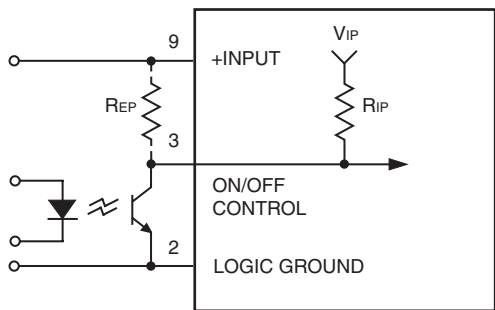 VIP
9
+INPUT
REP
RIP
3
ON/OFF
CONTROL
2
LOGIC GROUND